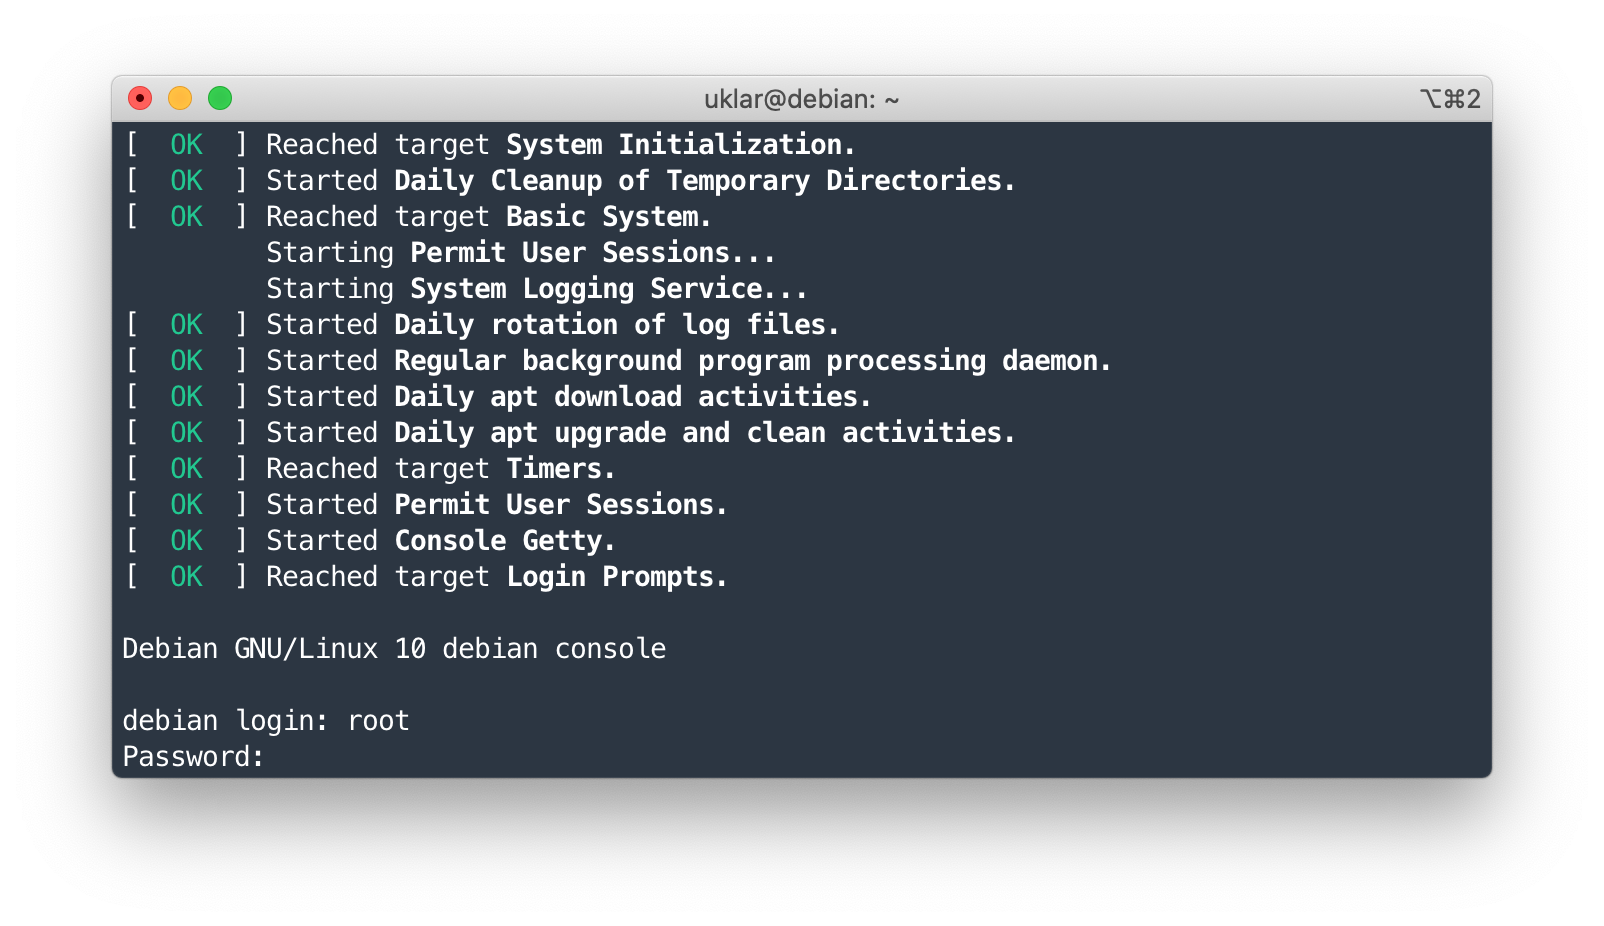 uklar@debian: ~ ⌥⌘2
[  OK  ] Reached target System Initialization.
[  OK  ] Started Daily Cleanup of Temporary Directories.
[  OK  ] Reached target Basic System.
         Starting Permit User Sessions...
         Starting System Logging Service...
[  OK  ] Started Daily rotation of log files.
[  OK  ] Started Regular background program processing daemon.
[  OK  ] Started Daily apt download activities.
[  OK  ] Started Daily apt upgrade and clean activities.
[  OK  ] Reached target Timers.
[  OK  ] Started Permit User Sessions.
[  OK  ] Started Console Getty.
[  OK  ] Reached target Login Prompts.
Debian GNU/Linux 10 debian console
debian login: root
Password: